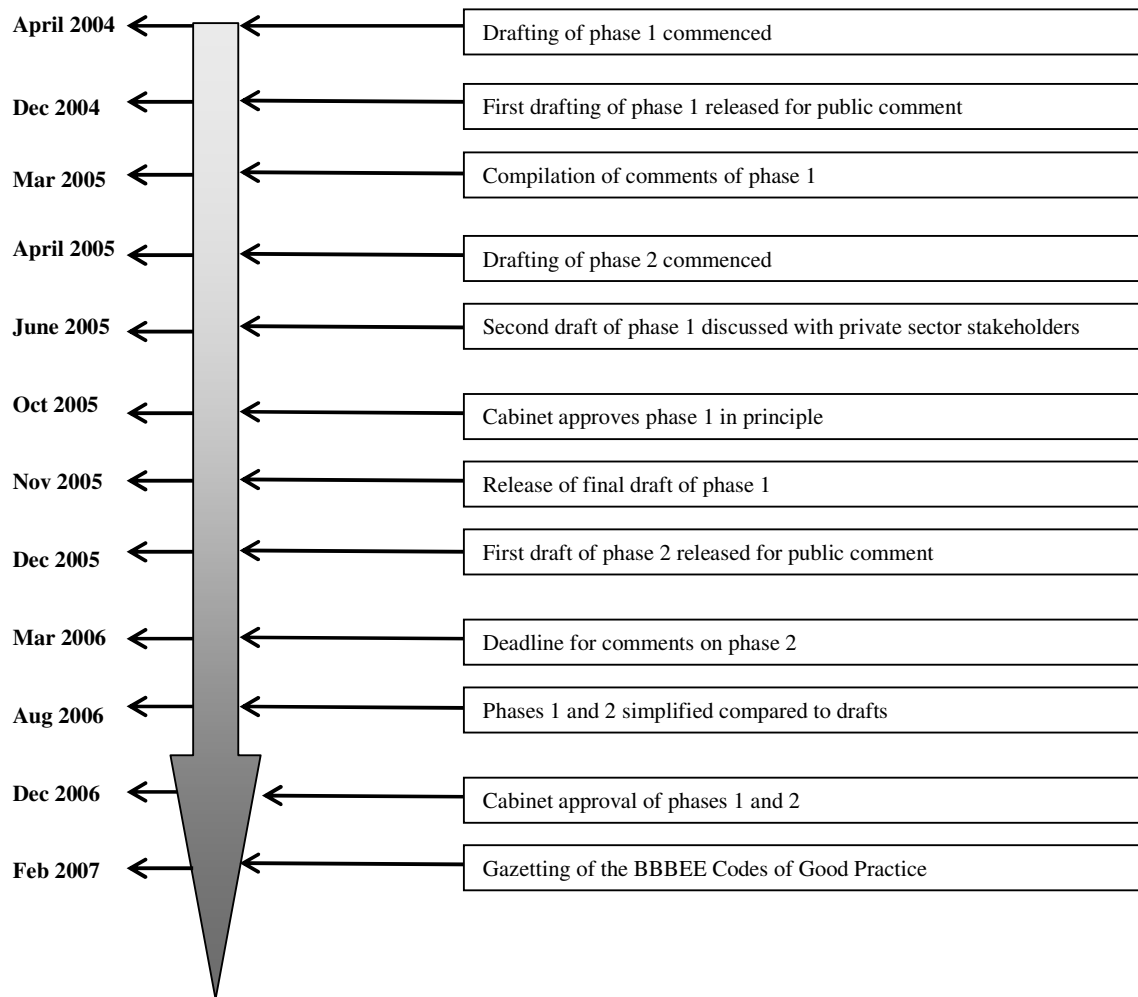 April 2004
Drafting of phase 1 commenced
Dec 2004
First drafting of phase 1 released for public comment
Mar 2005
Compilation of comments of phase 1
April 2005
Drafting of phase 2 commenced
June 2005
Second draft of phase 1 discussed with private sector stakeholders
Oct 2005
Cabinet approves phase 1 in principle
Nov 2005
Release of final draft of phase 1
Dec 2005
First draft of phase 2 released for public comment
Mar 2006
Deadline for comments on phase 2
Aug 2006
Phases 1 and 2 simplified compared to drafts
Dec 2006
Cabinet approval of phases 1 and 2
Feb 2007
Gazetting of the BBBEE Codes of Good Practice